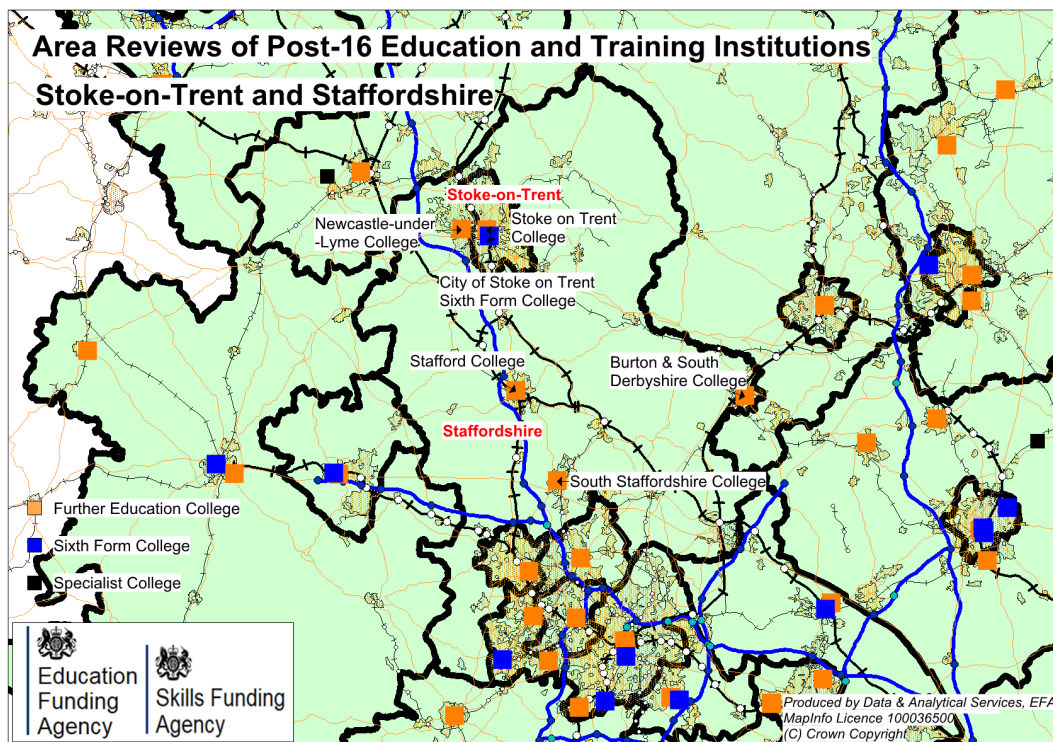 Area Reviews of Post-16 Education and Training Institutions
Stoke-on-Trent and Staffordshire
Stoke-on-Trent
Newcastle-under-
-Lyme College
Stoke on Trent
College
City of Stoke on Trent
Sixth Form College
Stafford College
Burton & South
Derbyshire College
Staffordshire
South Staffordshire College
Further Education College
Sixth Form College
Specialist College
Education
Funding
Agency
Skills Funding
Agency
Produced by Data & Analytical Services, EFA
MapInfo Licence 100036500
(C) Crown Copyright